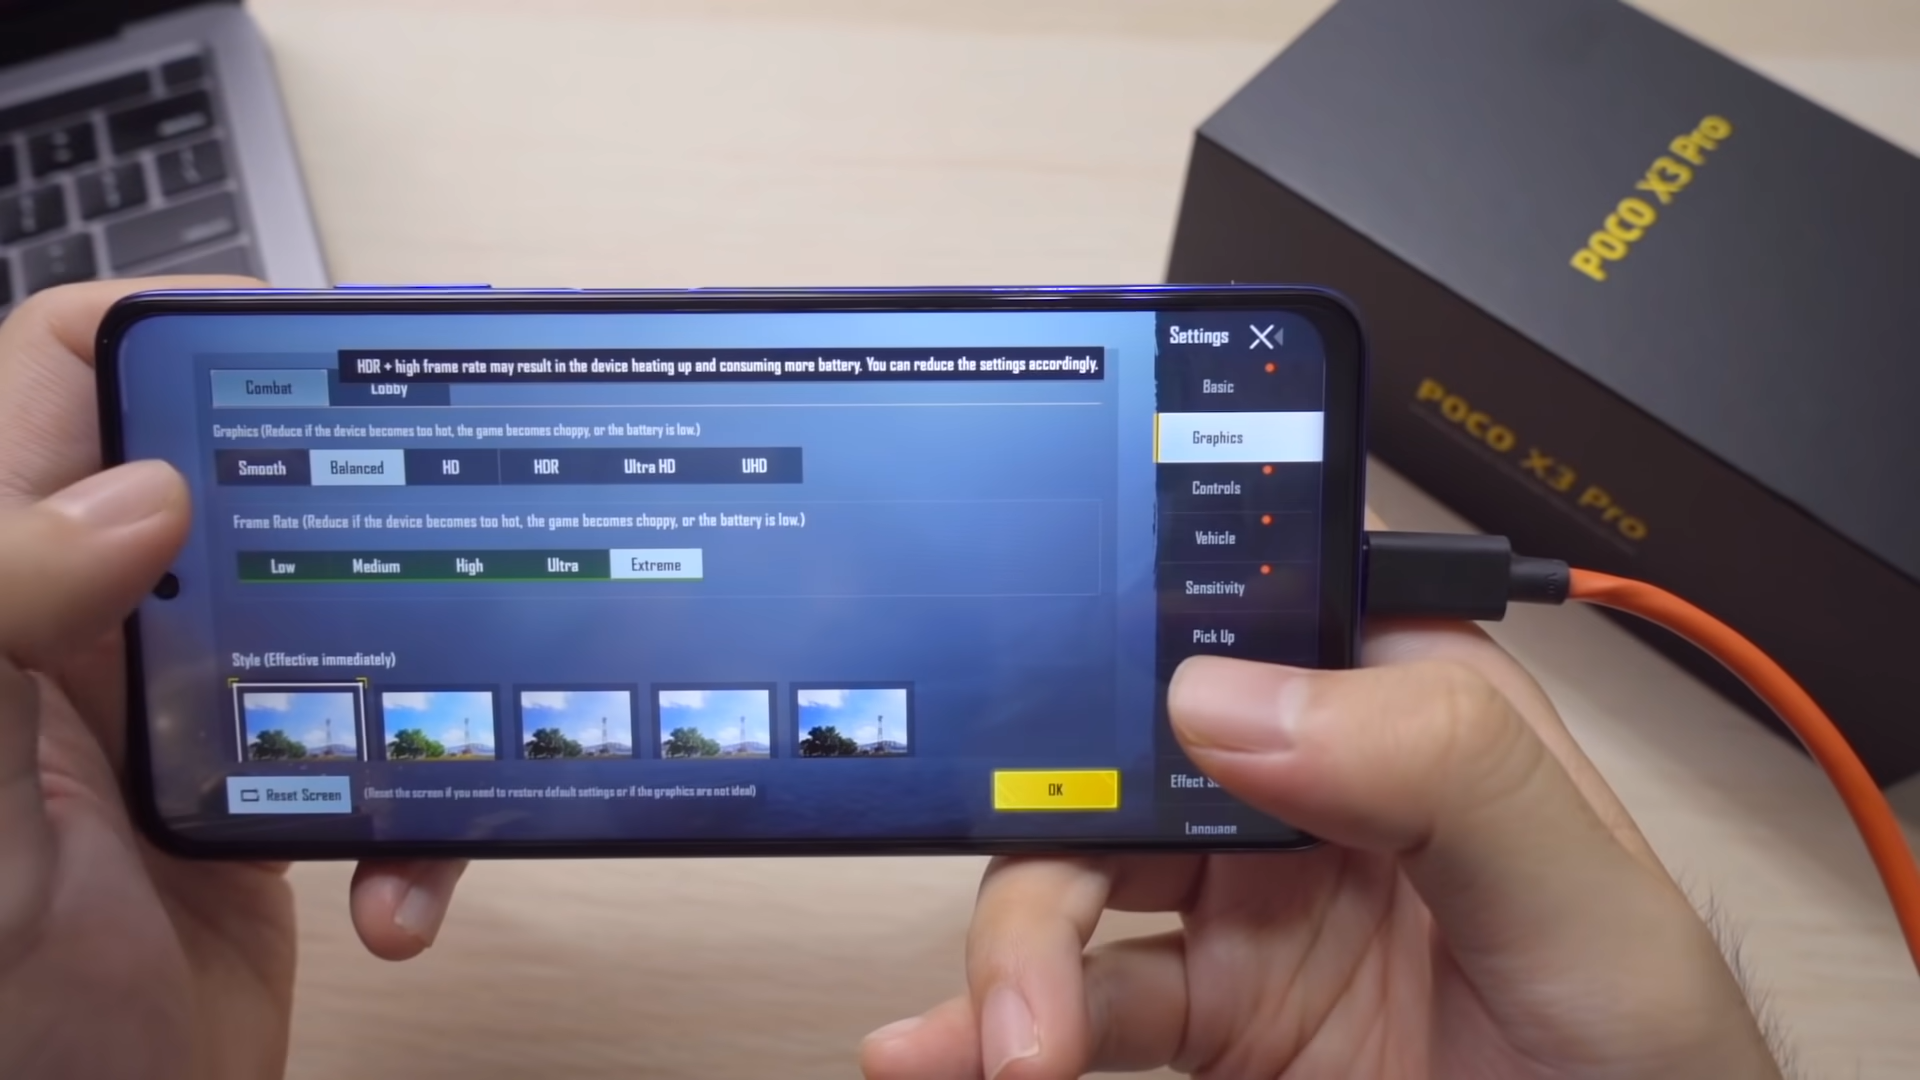 POCO X3 Pro
POCO X3 Pro
Settings
HDR + high frame rate may result in the device heating up and consuming more battery. You can reduce the settings accordingly.
Combat
Lobby
Graphics (Reduce if the device becomes too hot, the game becomes choppy, or the battery is low.)
Smooth Balanced HD HDR Ultra HD UHD
Frame Rate (Reduce if the device becomes too hot, the game becomes choppy, or the battery is low.)
Low Medium High Ultra Extreme
Style (Effective immediately)
Reset Screen
(Reset the screen if you need to restore default settings or if the graphics are not ideal)
OK
Basic
Graphics
Controls
Vehicle
Sensitivity
Pick Up
Effect
Language